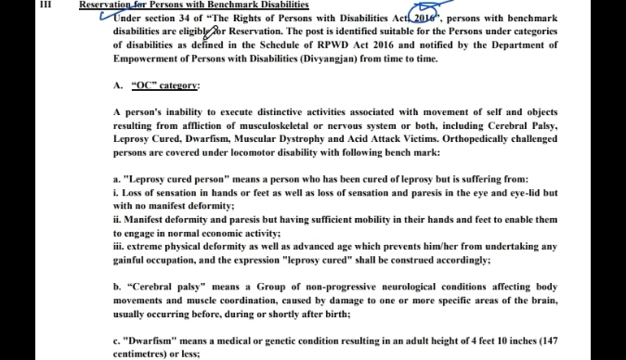 III Reservation for Persons with Benchmark Disabilities
Under section 34 of "The Rights of Persons with Disabilities Act, 2016", persons with benchmark
disabilities are eligible for Reservation. The post is identified suitable for the Persons under categories
of disabilities as defined in the Schedule of RPWD Act 2016 and notified by the Department of
Empowerment of Persons with Disabilities (Divyangjan) from time to time.
A. "OC" category:
A person's inability to execute distinctive activities associated with movement of self and objects
resulting from affliction of musculoskeletal or nervous system or both, including Cerebral Palsy,
Leprosy Cured, Dwarfism, Muscular Dystrophy and Acid Attack Victims. Orthopedically challenged
persons are covered under locomotor disability with following bench mark:
a. "Leprosy cured person" means a person who has been cured of leprosy but is suffering from:
i. Loss of sensation in hands or feet as well as loss of sensation and paresis in the eye and eye-lid but
with no manifest deformity;
ii. Manifest deformity and paresis but having sufficient mobility in their hands and feet to enable them
to engage in normal economic activity;
iii. extreme physical deformity as well as advanced age which prevents him/her from undertaking any
gainful occupation, and the expression "leprosy cured" shall be construed accordingly;
b. "Cerebral palsy" means a Group of non-progressive neurological conditions affecting body
movements and muscle coordination, caused by damage to one or more specific areas of the brain,
usually occurring before, during or shortly after birth;
c. "Dwarfism" means a medical or genetic condition resulting in an adult height of 4 feet 10 inches (147
centimetres) or less;